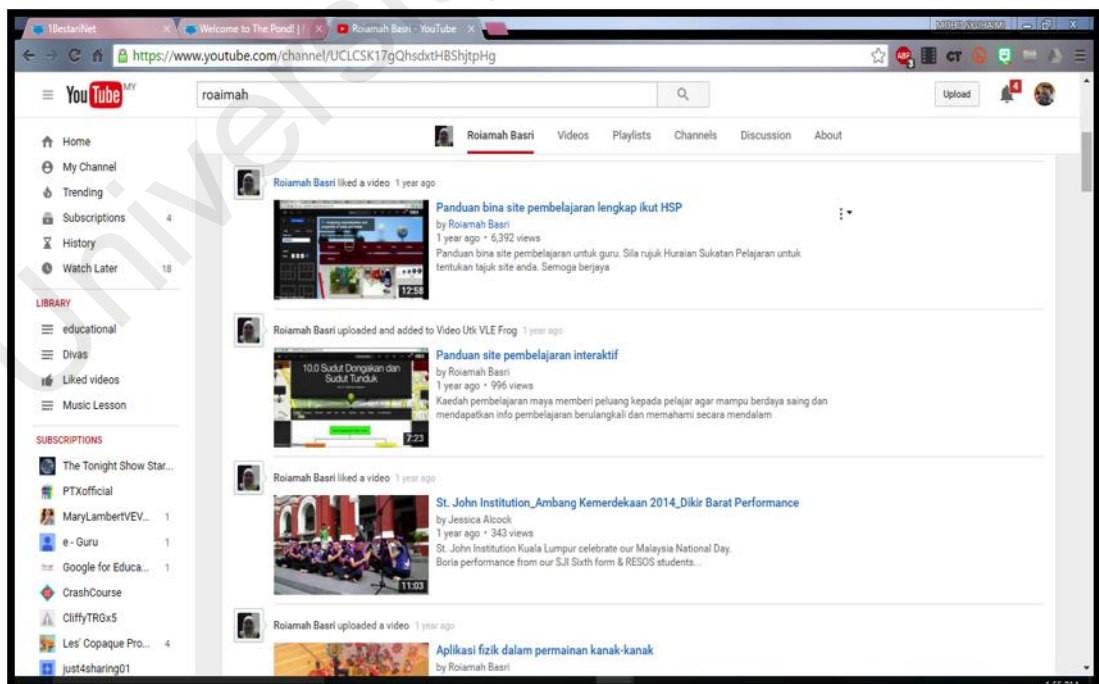 1BestariNet
Welcome to The Pond! | F
Roiamah Basri - YouTube
https://www.youtube.com/channel/UCLCSK17gQhsdxtHBShjtpHg
You Tube MY
roaimah
Upload
4
Roiamah Basri Videos Playlists Channels Discussion About
Home
My Channel
Trending
Subscriptions 4
History
Watch Later 18
LIBRARY
educational
Divas
Liked videos
Music Lesson
SUBSCRIPTIONS
The Tonight Show Star...
PTXofficial
MaryLambertVEV... 1
e - Guru 1
Google for Educa... 1
CrashCourse
CliffyTRGx5
Les' Copaque Pro... 4
just4sharing01
Roiamah Basri liked a video 1 year ago
Panduan bina site pembelajaran lengkap ikut HSP
by Roiamah Basri
1 year ago • 6,392 views
Panduan bina site pembelajaran untuk guru. Sila rujuk Huraian Sukatan Pelajaran untuk
tentukan tajuk site anda. Semoga berjaya
12:58
Roiamah Basri uploaded and added to Video Utk VLE Frog 1 year ago
10.0 Sudut Dongakan dan
Sudut Tunduk
7:23
Panduan site pembelajaran interaktif
by Roiamah Basri
1 year ago • 996 views
Kaedah pembelajaran maya memberi peluang kepada pelajar agar mampu berdaya saing dan
mendapatkan info pembelajaran berulangkali dan memahami secara mendalam
Roiamah Basri liked a video 1 year ago
11:03
St. John Institution_Ambang Kemerdekaan 2014_Dikir Barat Performance
by Jessica Alcock
1 year ago • 343 views
St. John Institution Kuala Lumpur celebrate our Malaysia National Day.
Boria performance from our SJI Sixth form & RESOS students...
Roiamah Basri uploaded a video 1 year ago
Aplikasi fizik dalam permainan kanak-kanak
by Roiamah Basri